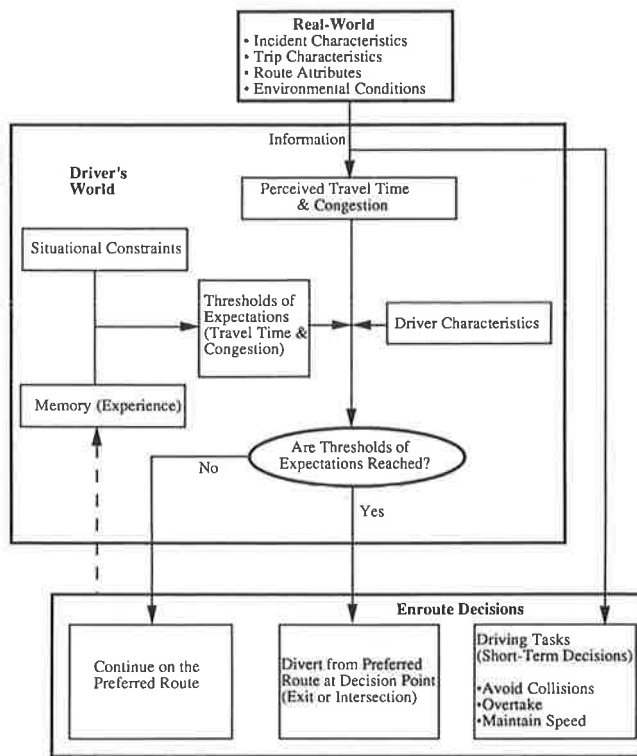 Real-World
• Incident Characteristics
• Trip Characteristics
• Route Attributes
• Environmental Conditions
Information
Driver's
World
Perceived Travel Time
& Congestion
Situational Constraints
Thresholds of
Expectations
(Travel Time &
Congestion)
Driver Characteristics
Memory (Experience)
Are Thresholds of
Expectations Reached?
No
Yes
Enroute Decisions
Continue on the
Preferred Route
Divert from Preferred
Route at Decision Point
(Exit or Intersection)
Driving Tasks
(Short-Term Decisions)
•Avoid Collisions
•Overtake
•Maintain Speed